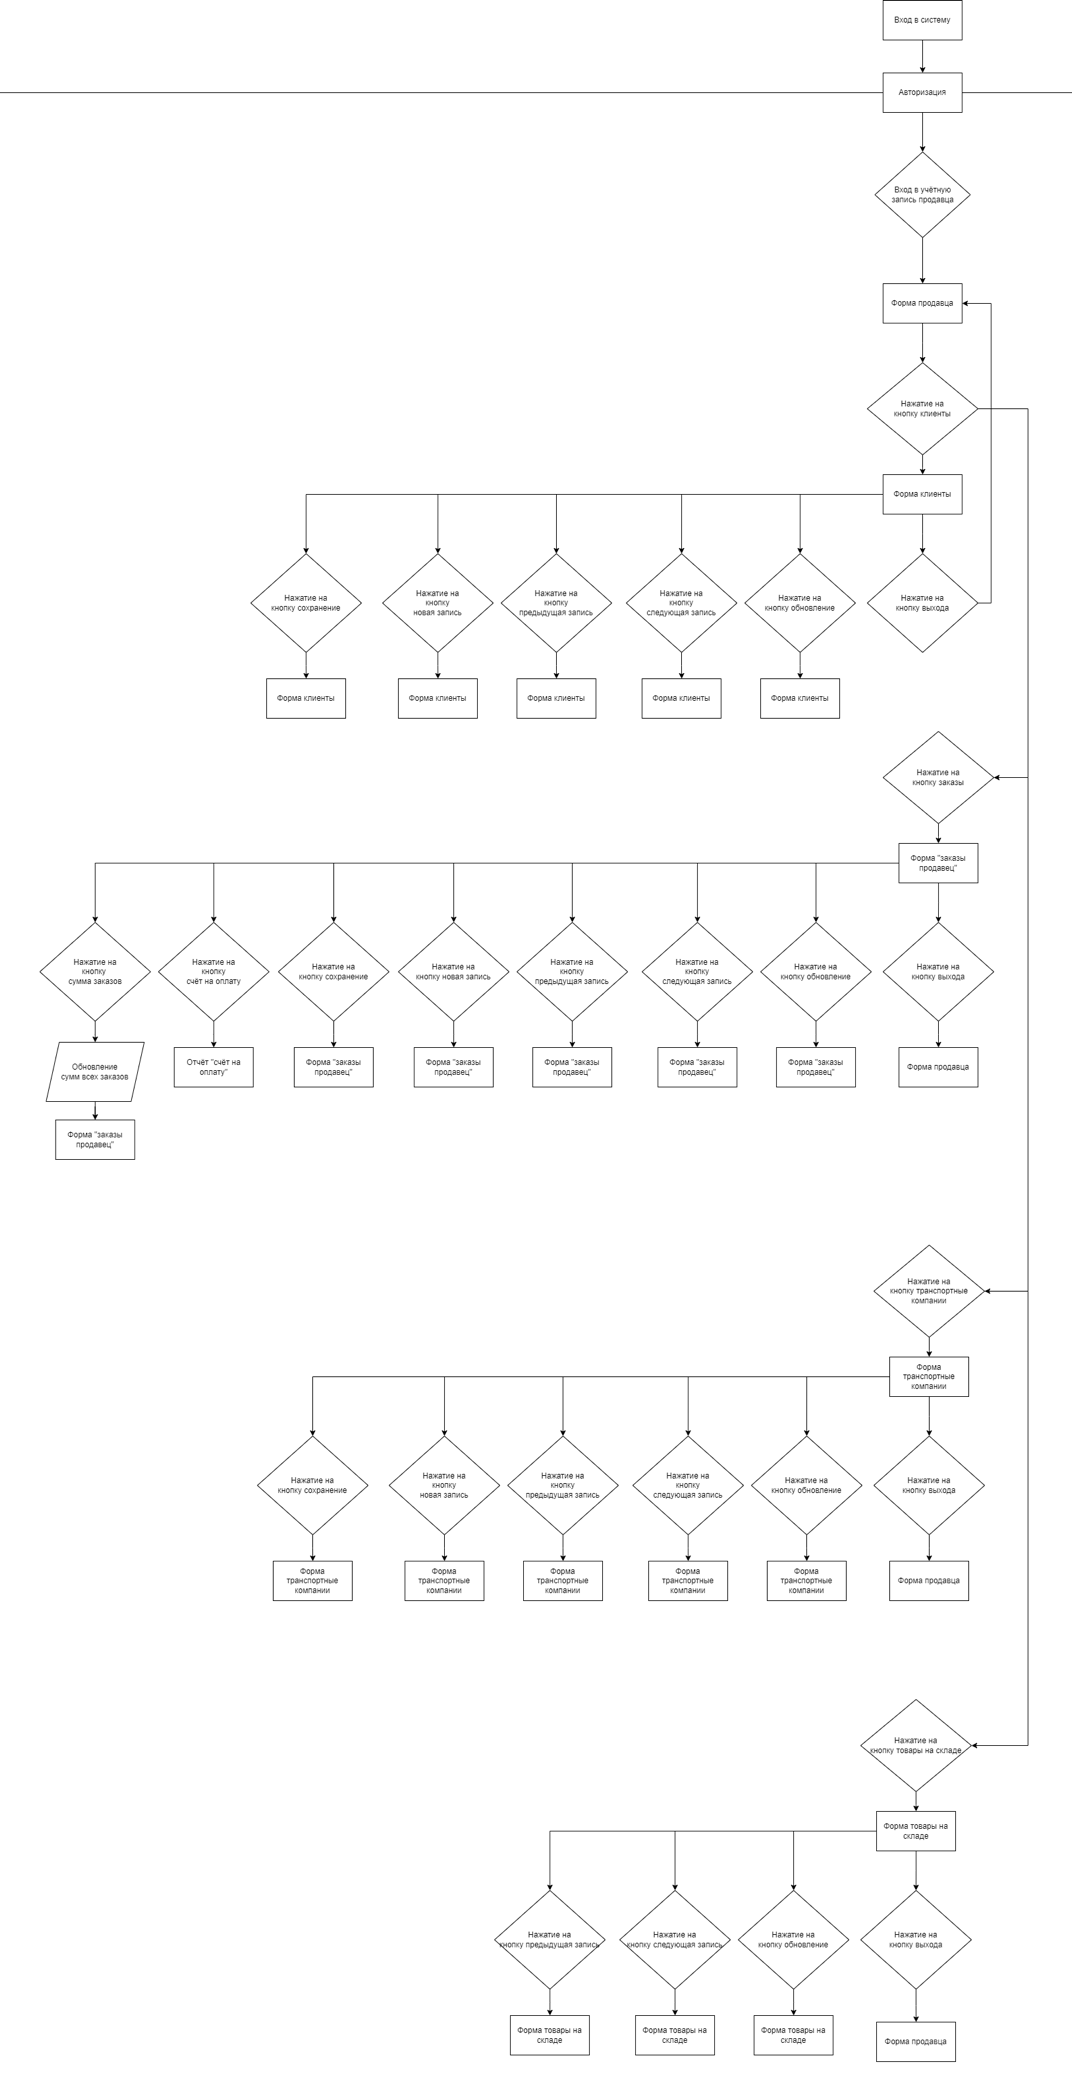 Вход в систему
Авторизация
Вход в учётную
запись продавца
Форма продавца
Нажатие на
кнопку клиенты
Форма клиенты
Нажатие на
кнопку сохранение
Нажатие на
кнопку
новая запись
Нажатие на
кнопку
предыдущая запись
Нажатие на
кнопку
следующая запись
Нажатие на
кнопку обновление
Нажатие на
кнопку выхода
Форма клиенты
Форма клиенты
Форма клиенты
Форма клиенты
Форма клиенты
Нажатие на
кнопку заказы
Форма "заказы
продавец"
Нажатие на
кнопку
сумма заказов
Нажатие на
кнопку
счёт на оплату
Нажатие на
кнопку сохранение
Нажатие на
кнопку новая запись
Нажатие на
кнопку
предыдущая запись
Нажатие на
кнопку
следующая запись
Нажатие на
кнопку обновление
Нажатие на
кнопку выхода
Обновление
сумм всех заказов
Отчёт "счёт на
оплату"
Форма "заказы
продавец"
Форма "заказы
продавец"
Форма "заказы
продавец"
Форма "заказы
продавец"
Форма "заказы
продавец"
Форма продавца
Форма "заказы
продавец"
Нажатие на
кнопку транспортные
компании
Форма
транспортные
компании
Нажатие на
кнопку сохранение
Нажатие на
кнопку
новая запись
Нажатие на
кнопку
предыдущая запись
Нажатие на
кнопку
следующая запись
Нажатие на
кнопку обновление
Нажатие на
кнопку выхода
Форма
транспортные
компании
Форма
транспортные
компании
Форма
транспортные
компании
Форма
транспортные
компании
Форма
транспортные
компании
Форма продавца
Нажатие на
кнопку товары на складе
Форма товары на
складе
Нажатие на
кнопку предыдущая запись
Нажатие на
кнопку следующая запись
Нажатие на
кнопку обновление
Нажатие на
кнопку выхода
Форма товары на
складе
Форма товары на
складе
Форма товары на
складе
Форма продавца